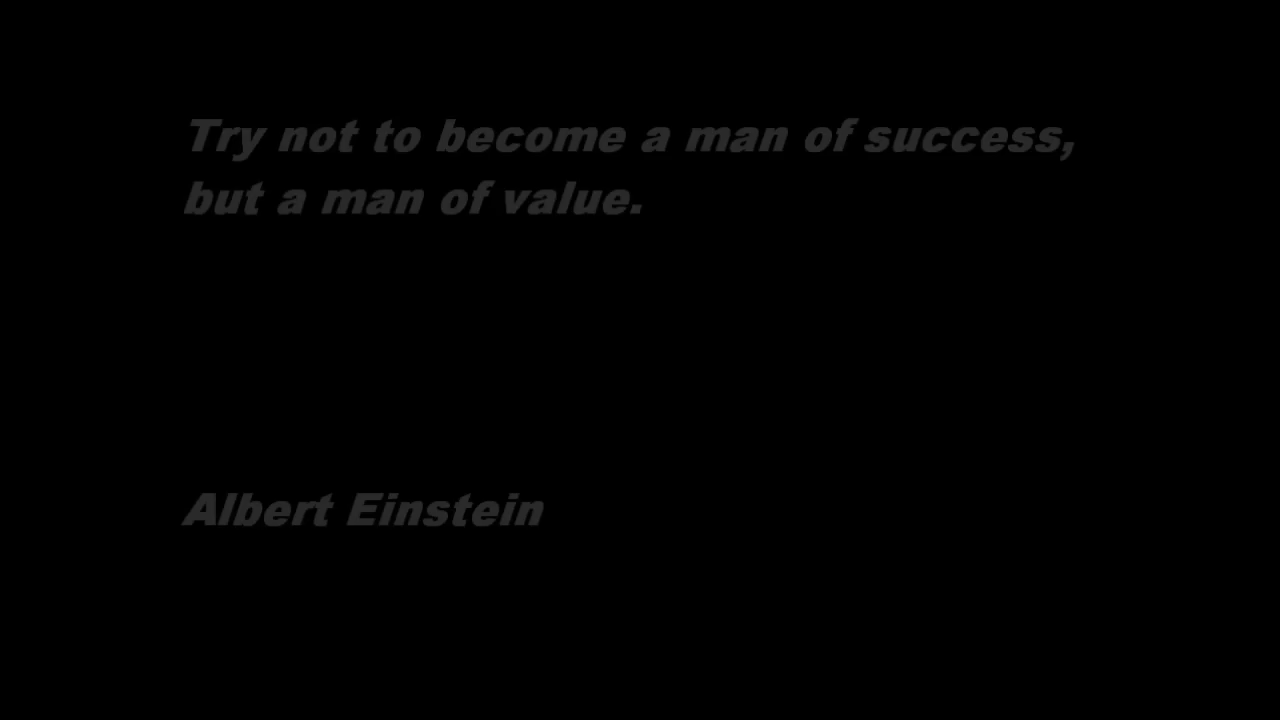 Try not to become a man of success,
but a man of value.
Albert Einstein